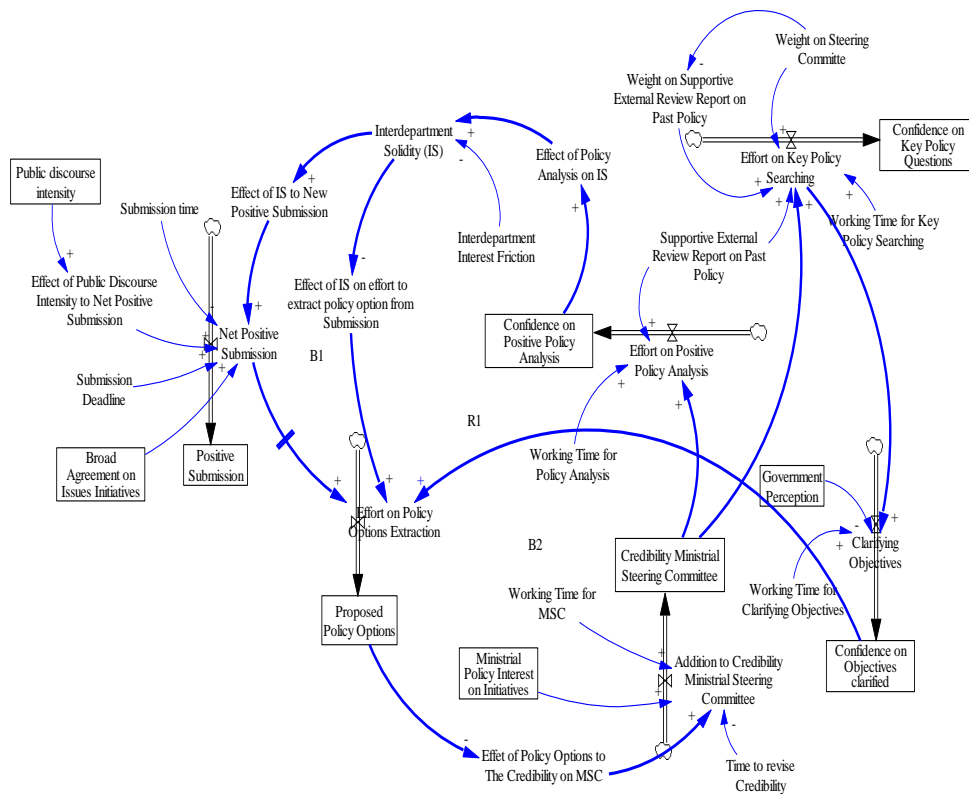 Weight on Steering
Committe
-
Weight on Supportive
External Review Report on
Past Policy
+
Effort on Key Policy
Searching
Confidence on
Key Policy
Questions
+
+
+
+
+
Working Time for Key
Policy Searching
Interdepartment
Solidity (IS)
+
-
Effect of Policy
Analysis on IS
+
Public discourse
intensity
+
Effect of IS to New
Positive Submission
Submission time
Interdepartment
Interest Friction
Supportive External
Review Report on Past
Policy
+
Effect of Public Discourse
Intensity to Net Positive
Submission
-
Effect of IS on effort to
extract policy option from
Submission
-
+
+
+
+
Net Positive
Submission
B1
Confidence on
Positive Policy
Analysis
+
Effort on Positive
Policy Analysis
+
+
Submission
Deadline
R1
Broad
Agreement on
Issues Initiatives
Positive
Submission
Working Time for
Policy Analysis
Government
Perception
+
+
+
Effort on Policy
Options Extraction
-
+
+
Clarifying
Objectives
B2
Credibility Ministrial
Steering Committee
Working Time for
MSC
Working Time for
Clarifying Objectives
Proposed
Policy Options
Ministrial
Policy Interest
on Initiatives
+
+
+
-
Addition to Credibility
Ministrial Steering
Committee
Confidence on
Objectives
clarified
-
Effet of Policy Options to
The Credibility on MSC
Time to revise
Credibility